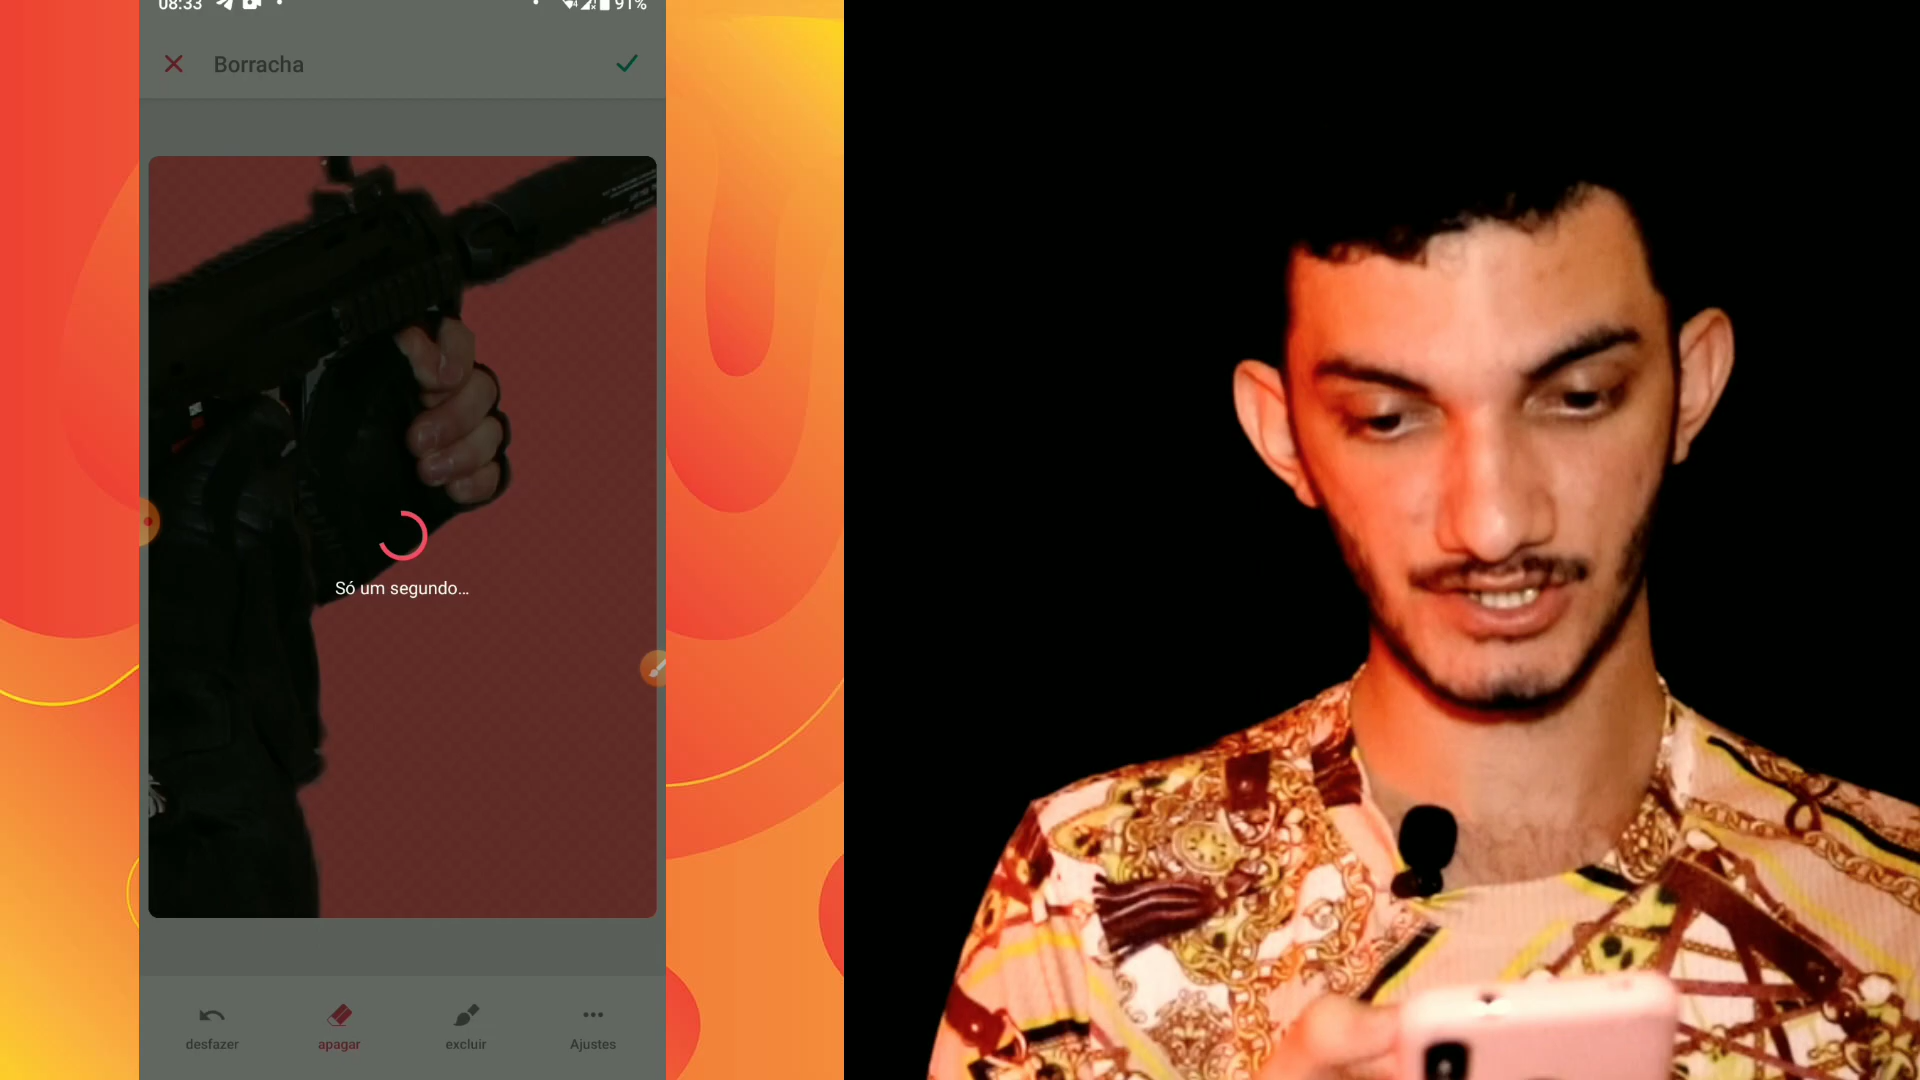 08:33
91%
Borracha
Só um segundo...
desfazer
apagar
excluir
Ajustes